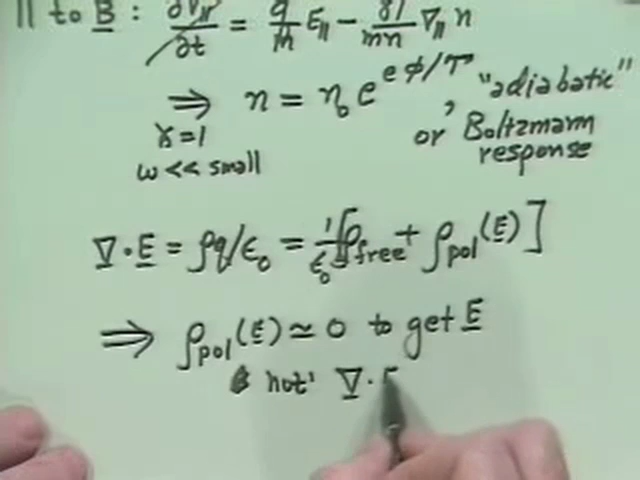 || to B : ∂V||/∂t = q/m E|| − γT/mn ∇|| n
⇒ n = n₀ e^{eϕ/T}, "adiabatic"
γ=1 or Boltzmann
ω<< small response
∇·E = ρq/ε₀ = 1/ε₀ [ρfree + ρpol(E)]
⇒ ρpol(E) ≃ 0 to get E
not ∇·E